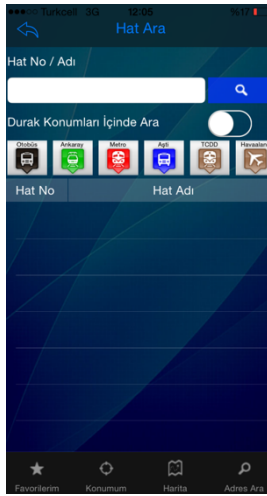 Turkcell 3G 12:05 %17
Hat Ara
Hat No / Adı
Durak Konumları İçinde Ara
Otobüs Ankaray Metro Aşti TCDD Havaalanı
Hat No Hat Adı
Favorilerim Konumum Harita Adres Ara